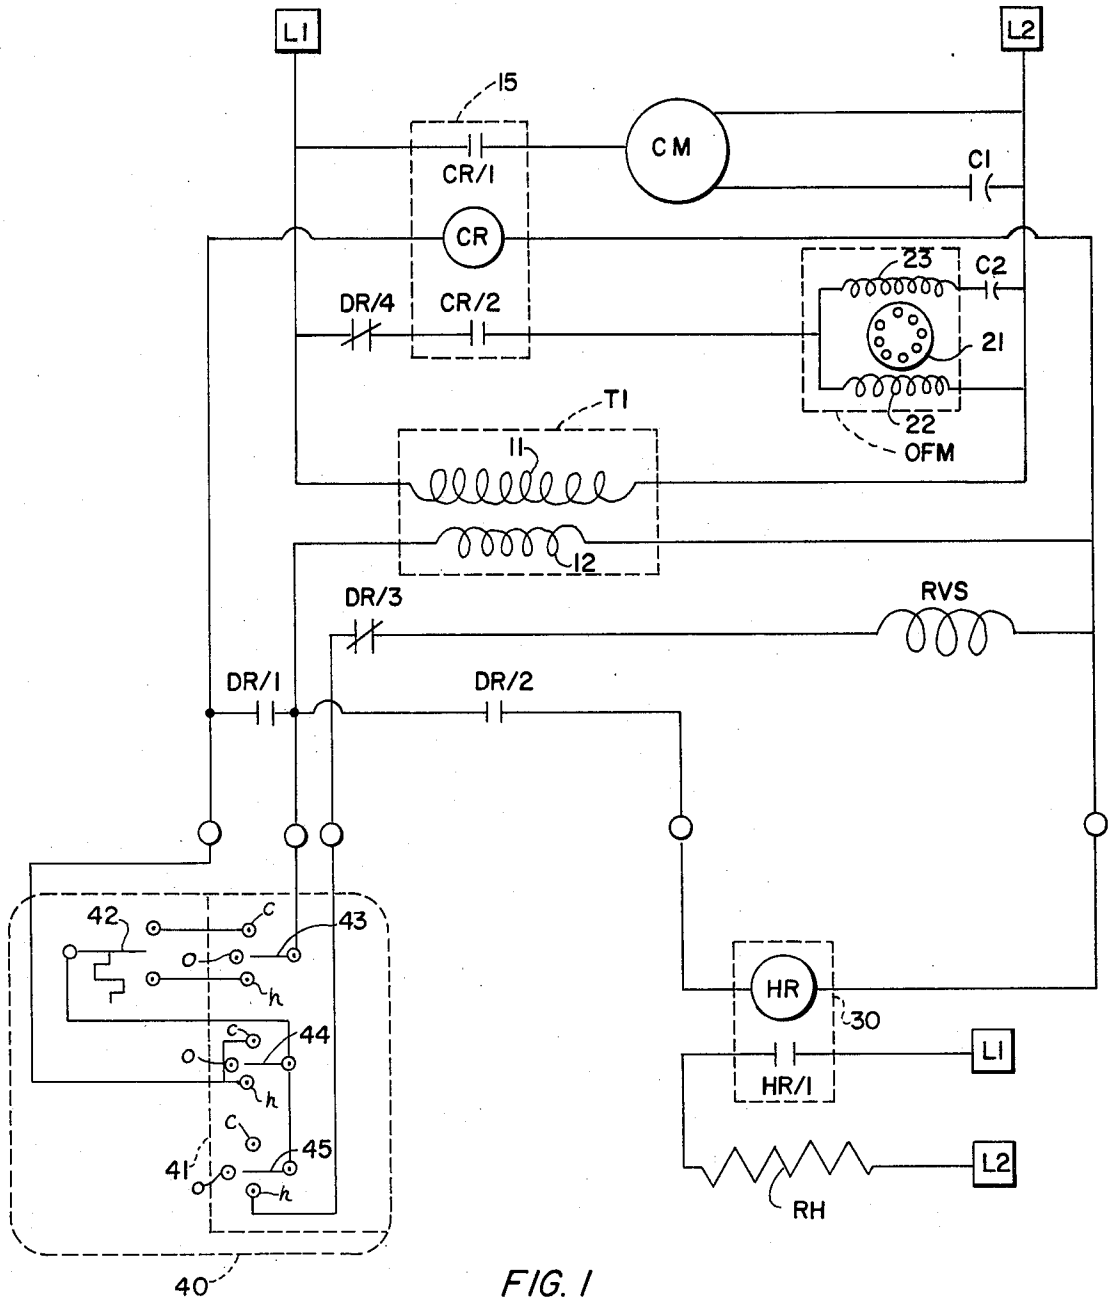 L1
L2
15
CM
CR/1
C1
CR
23
C2
DR/4
CR/2
21
22
T1
OFM
11
12
DR/3
RVS
DR/1
DR/2
42
c
43
o
h
c
44
o
h
HR
30
L1
HR/1
c
45
41
o
h
L2
RH
40
FIG. 1